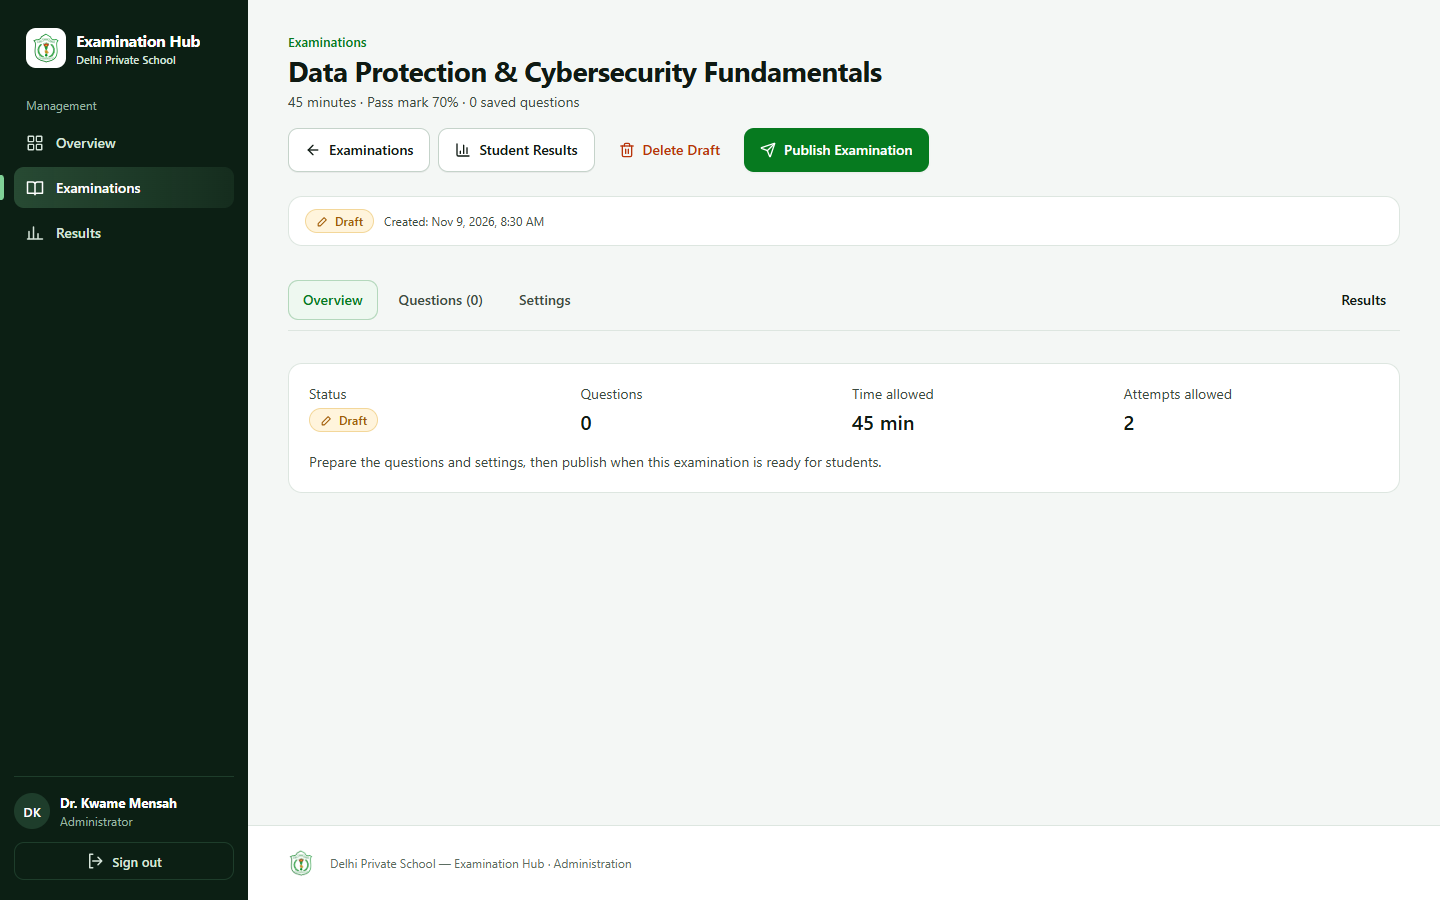 Examination Hub
Delhi Private School
Management
Overview
Examinations
Results
DK
Dr. Kwame Mensah
Administrator
Sign out
Examinations
Data Protection & Cybersecurity Fundamentals
45 minutes · Pass mark 70% · 0 saved questions
Examinations
Student Results
Delete Draft
Publish Examination
Draft
Created: Nov 9, 2026, 8:30 AM
Overview
Questions (0)
Settings
Results
Status
Draft
Questions
0
Time allowed
45 min
Attempts allowed
2
Prepare the questions and settings, then publish when this examination is ready for students.
Delhi Private School — Examination Hub · Administration